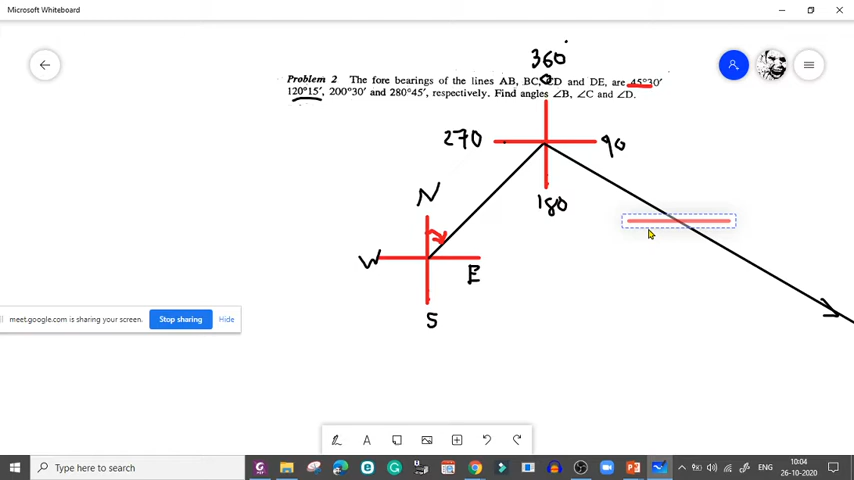 Microsoft Whiteboard
360°
Problem 2 The fore bearings of the lines AB, BC, CD and DE, are 45°30'
120°15', 200°30' and 280°45', respectively. Find angles ∠B, ∠C and ∠D.
0
270
90
180
N
W
E
S
meet.google.com is sharing your screen.
Stop sharing
Hide
Type here to search
ENG
10:04
26-10-2020